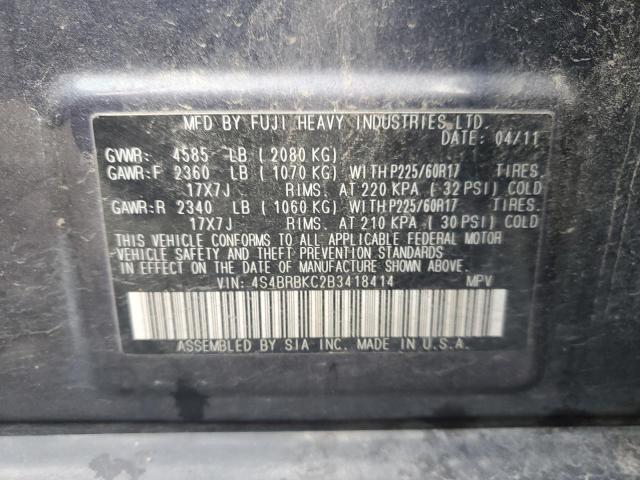 MFD BY FUJI HEAVY INDUSTRIES LTD.
DATE: 04/11
GVWR: 4585 LB (2080 KG)
GAWR:F 2360 LB (1070 KG) WITH P225/60R17 TIRES.
17X7J RIMS. AT 220 KPA (32 PSI) COLD
GAWR:R 2340 LB (1060 KG) WITH P225/60R17 TIRES.
17X7J RIMS. AT 210 KPA (30 PSI) COLD
THIS VEHICLE CONFORMS TO ALL APPLICABLE FEDERAL MOTOR
VEHICLE SAFETY AND THEFT PREVENTION STANDARDS
IN EFFECT ON THE DATE OF MANUFACTURE SHOWN ABOVE.
VIN: 4S4BRBKC2B3418414 MPV
ASSEMBLED BY SIA INC. MADE IN U.S.A.